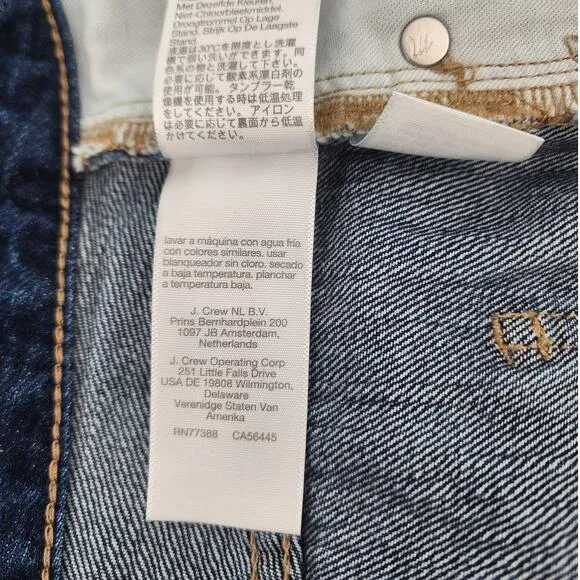 Met Dezelfde Kleuren.
Niet-Chloorbleekmiddel.
Droogtrommel Op Lage
Stand. Strijk Op De Laagste
Stand.
液温は30℃を限度とし洗濯
機で弱い洗いができる。同
色系の物と洗濯して下さい。
必要に応じて酸素系漂白剤の
使用が可能。タンブラー乾
燥機を使用する時は低温処理
をしてください。アイロン
は必要に応じて裏面から低温
かけてください。
lavar a máquina con agua fría
con colores similares. usar
blanqueador sin cloro. secado
a baja temperatura. planchar
a temperatura baja.
J. Crew NL B.V.
Prins Bernhardplein 200
1097 JB Amsterdam,
Netherlands
J. Crew Operating Corp
251 Little Falls Drive
USA DE 19808 Wilmington,
Delaware
Verenidge Staten Van
Amerika
RN77388 CA56445